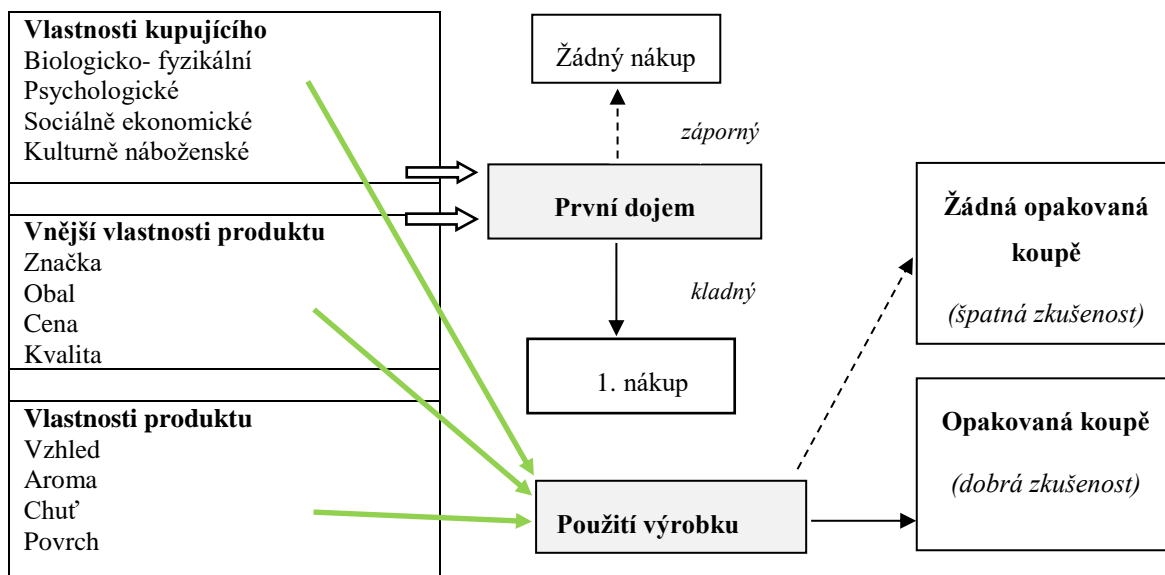 Vlastnosti kupujícího
Biologicko- fyzikální
Psychologické
Sociálně ekonomické
Kulturně náboženské
Vnější vlastnosti produktu
Značka
Obal
Cena
Kvalita
Vlastnosti produktu
Vzhled
Aroma
Chuť
Povrch
Žádný nákup
záporný
První dojem
kladný
1. nákup
Použití výrobku
Žádná opakovaná
koupě
(špatná zkušenost)
Opakovaná koupě
(dobrá zkušenost)